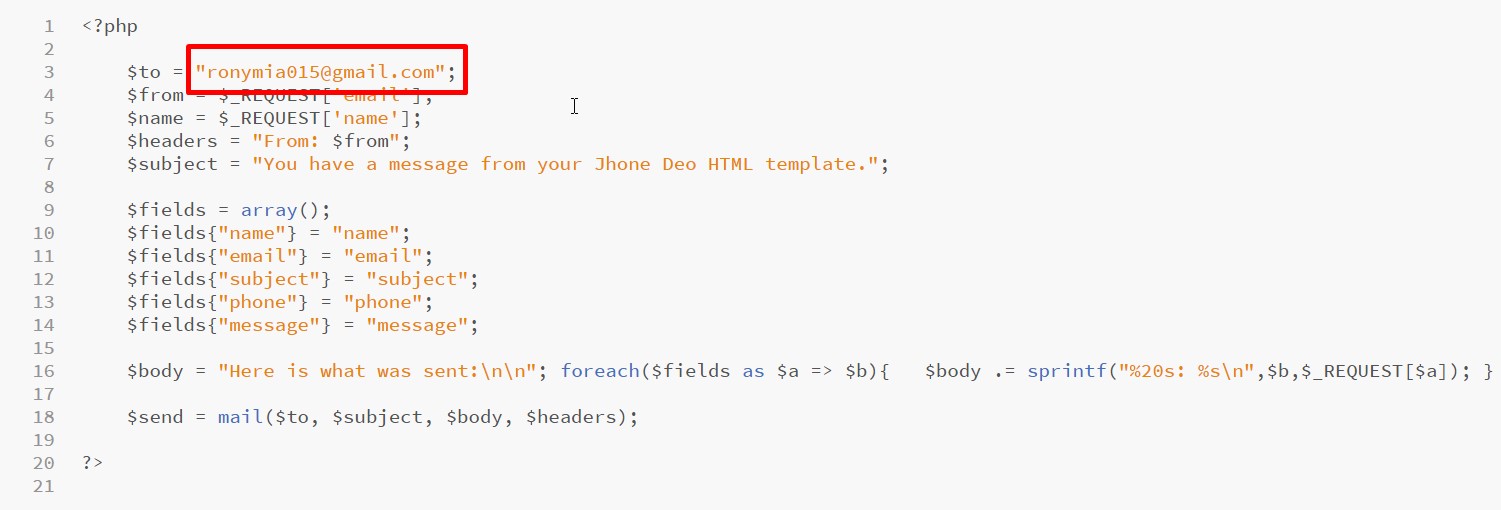 1 <?php
2
3 $to = "ronymia015@gmail.com";
4 $from = $_REQUEST['email'];
5 $name = $_REQUEST['name'];
6 $headers = "From: $from";
7 $subject = "You have a message from your Jhone Deo HTML template.";
8
9 $fields = array();
10 $fields{"name"} = "name";
11 $fields{"email"} = "email";
12 $fields{"subject"} = "subject";
13 $fields{"phone"} = "phone";
14 $fields{"message"} = "message";
15
16 $body = "Here is what was sent:\n\n"; foreach($fields as $a => $b){   $body .= sprintf("%20s: %s\n",$b,$_REQUEST[$a]); }
17
18 $send = mail($to, $subject, $body, $headers);
19
20 ?>
21